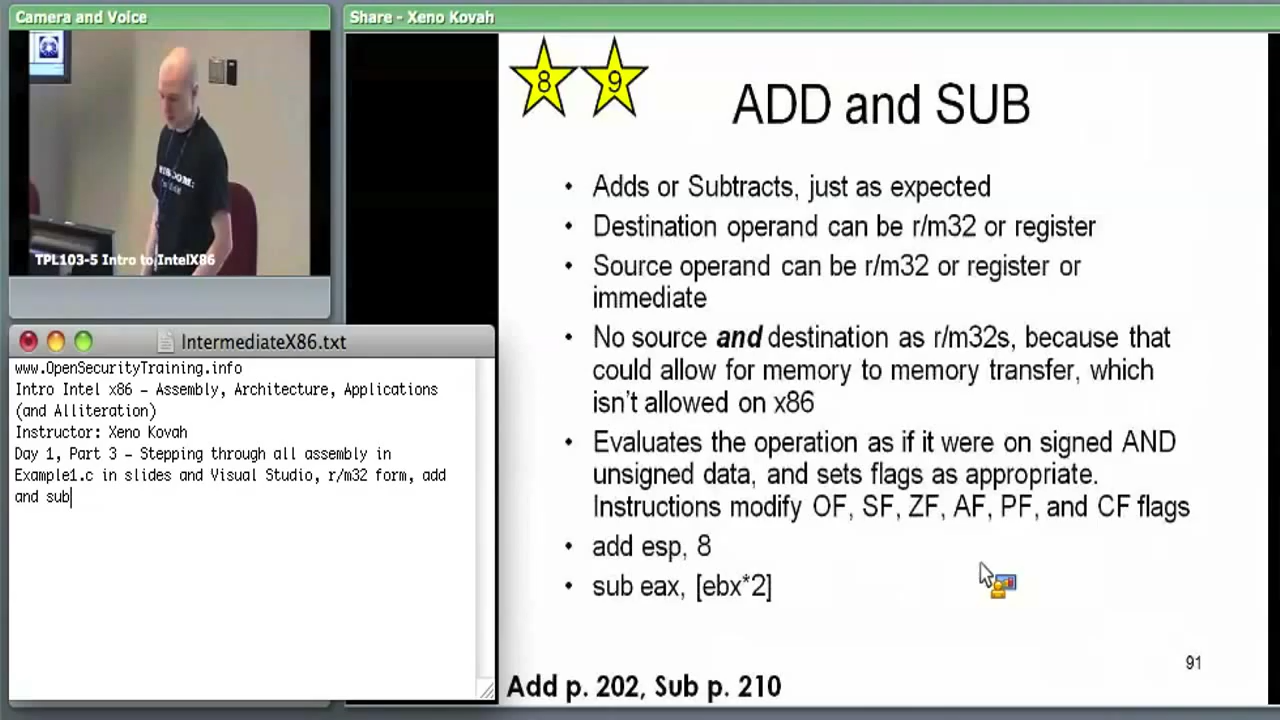 Camera and Voice
TPL103-5 Intro to IntelX86
IntermediateX86.txt
www.OpenSecurityTraining.info
Intro Intel x86 – Assembly, Architecture, Applications
(and Alliteration)
Instructor: Xeno Kovah
Day 1, Part 3 – Stepping through all assembly in
Example1.c in slides and Visual Studio, r/m32 form, add
and sub
Share - Xeno Kovah
8 9
ADD and SUB
• Adds or Subtracts, just as expected
• Destination operand can be r/m32 or register
• Source operand can be r/m32 or register or
immediate
• No source and destination as r/m32s, because that
could allow for memory to memory transfer, which
isn't allowed on x86
• Evaluates the operation as if it were on signed AND
unsigned data, and sets flags as appropriate.
Instructions modify OF, SF, ZF, AF, PF, and CF flags
• add esp, 8
• sub eax, [ebx*2]
91
Add p. 202, Sub p. 210